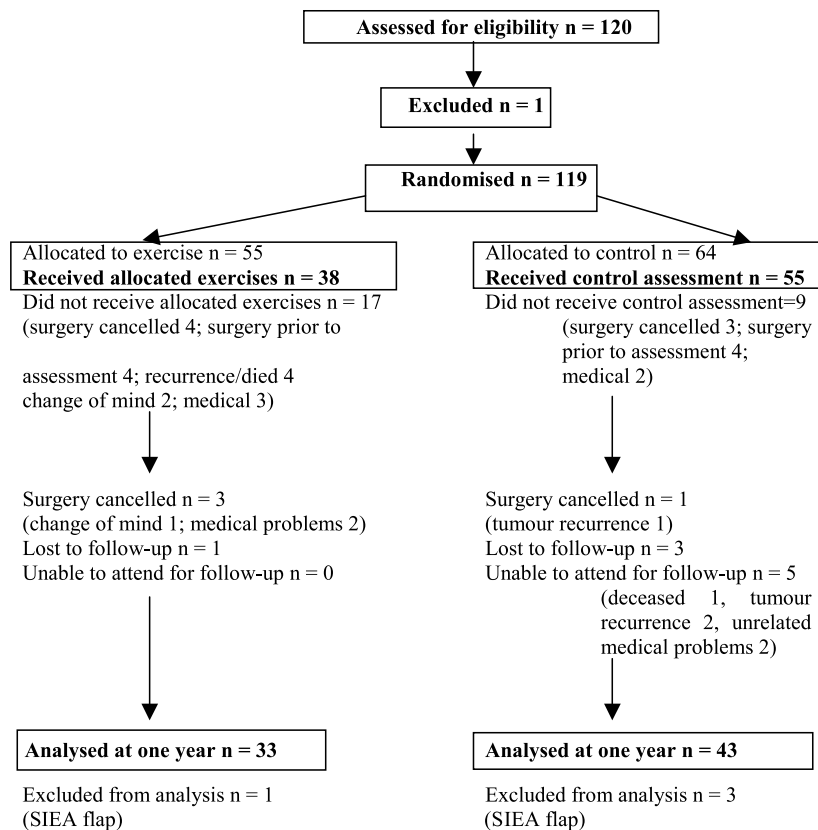 Assessed for eligibility n = 120
Excluded n = 1
Randomised n = 119
Allocated to exercise n = 55
Received allocated exercises n = 38
Did not receive allocated exercises n = 17
(surgery cancelled 4; surgery prior to
assessment 4; recurrence/died 4
change of mind 2; medical 3)
Surgery cancelled n = 3
(change of mind 1; medical problems 2)
Lost to follow-up n = 1
Unable to attend for follow-up n = 0
Analysed at one year n = 33
Excluded from analysis n = 1
(SIEA flap)
Allocated to control n = 64
Received control assessment n = 55
Did not receive control assessment=9
(surgery cancelled 3; surgery
prior to assessment 4;
medical 2)
Surgery cancelled n = 1
(tumour recurrence 1)
Lost to follow-up n = 3
Unable to attend for follow-up n = 5
(deceased 1, tumour
recurrence 2, unrelated
medical problems 2)
Analysed at one year n = 43
Excluded from analysis n = 3
(SIEA flap)